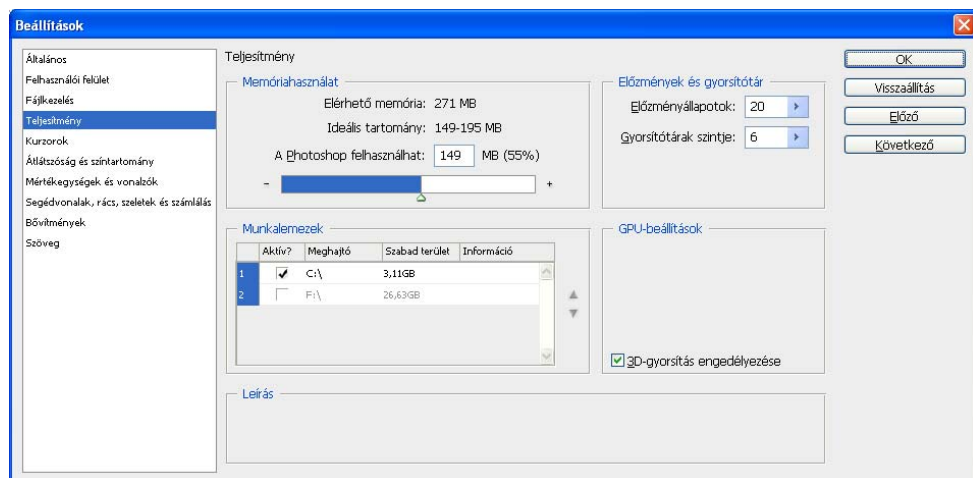 Beállítások
Általános
Felhasználói felület
Fájlkezelés
Teljesítmény
Kurzorok
Átlátszóság és színtartomány
Mértékegységek és vonalzók
Segédvonalak, rács, szeletek és számlálás
Bővítmények
Szöveg
Teljesítmény
Memóriahasználat
Elérhető memória: 271 MB
Ideális tartomány: 149-195 MB
A Photoshop felhasználhat: 149 MB (55%)
- +
Előzmények és gyorsítótár
Előzményállapotok: 20
Gyorsítótárak szintje: 6
Munkalemezek
Aktív? Meghajtó Szabad terület Információ
1 C:\ 3,11GB
2 F:\ 26,63GB
GPU-beállítások
3D-gyorsítás engedélyezése
Leírás
OK
Visszaállítás
Előző
Következő